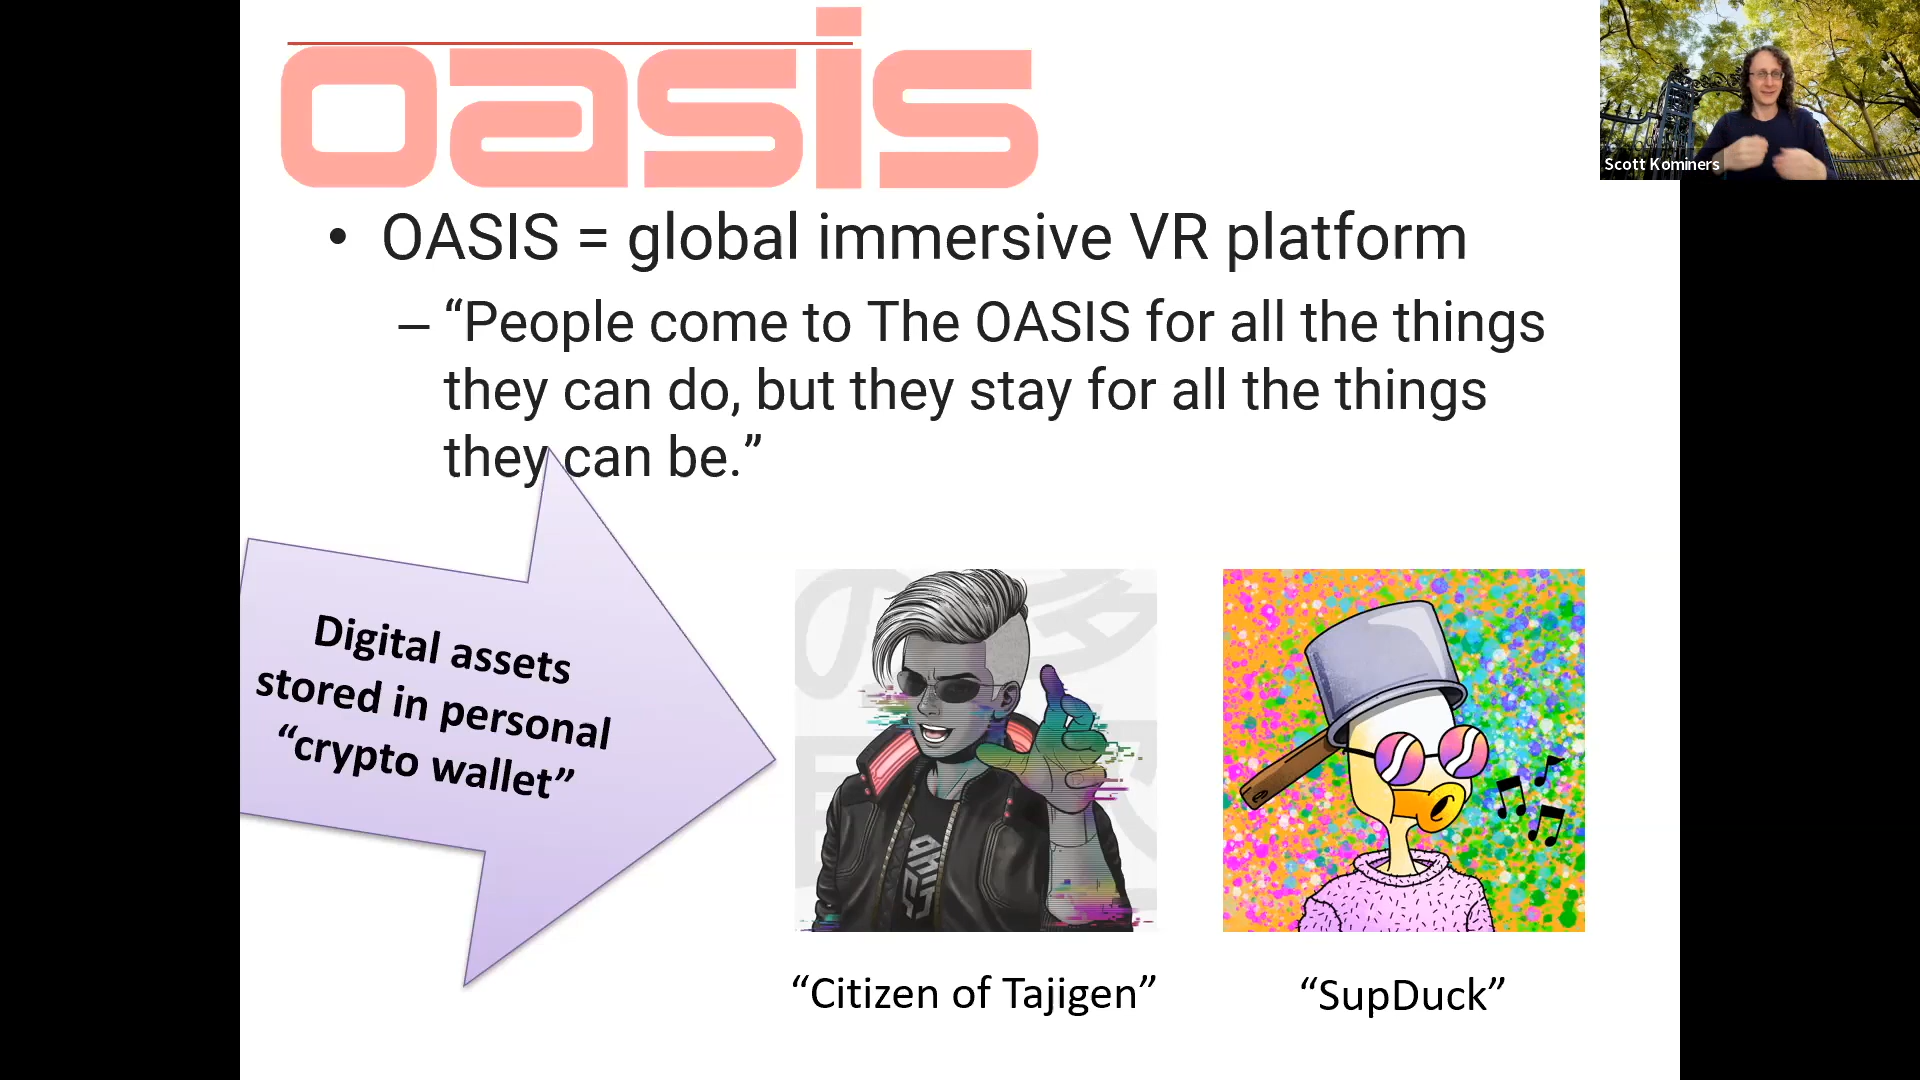 oasis
Scott Kominers
• OASIS = global immersive VR platform
– “People come to The OASIS for all the things
they can do, but they stay for all the things
they can be.”
Digital assets
stored in personal
“crypto wallet”
“Citizen of Tajigen”
“SupDuck”